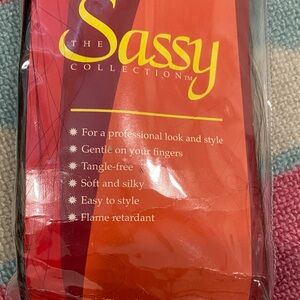 THE
Sassy
COLLECTION™
✷ For a professional look and style
✷ Gentle on your fingers
✷ Tangle-free
✷ Soft and silky
✷ Easy to style
✷ Flame retardant